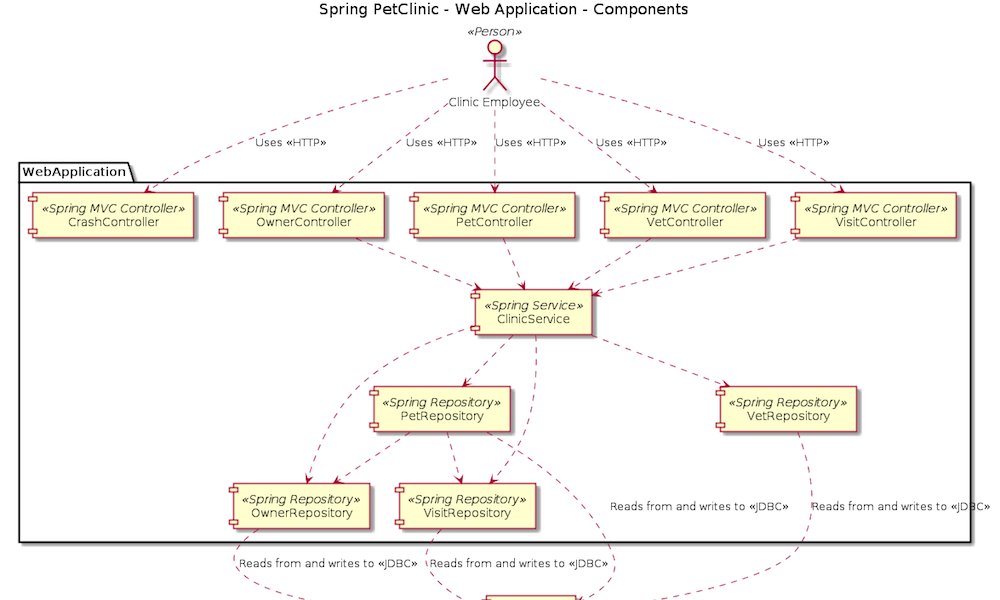 Spring PetClinic - Web Application - Components
«Person»
Clinic Employee
Uses «HTTP»
Uses «HTTP»
Uses «HTTP»
Uses «HTTP»
Uses «HTTP»
WebApplication
«Spring MVC Controller»
CrashController
«Spring MVC Controller»
OwnerController
«Spring MVC Controller»
PetController
«Spring MVC Controller»
VetController
«Spring MVC Controller»
VisitController
«Spring Service»
ClinicService
«Spring Repository»
PetRepository
«Spring Repository»
VetRepository
«Spring Repository»
OwnerRepository
«Spring Repository»
VisitRepository
Reads from and writes to «JDBC»
Reads from and writes to «JDBC»
Reads from and writes to «JDBC»
Reads from and writes to «JDBC»